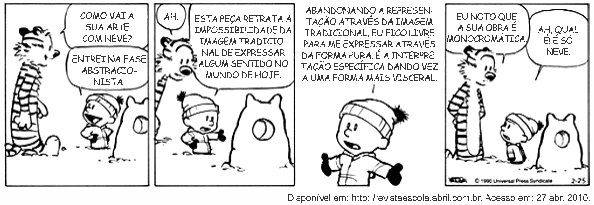 COMO VAI A
SUA ARTE
COM NEVE?
ENTREI NA FASE
ABSTRACIO-
NISTA.
AH.
ESTA PEÇA RETRATA A
IMPOSSIBILIDADE DA
IMAGEM TRADICIO
NAL DE EXPRESSAR
ALGUM SENTIDO NO
MUNDO DE HOJE.
ABANDONANDO A REPRESEN-
TAÇÃO ATRAVÉS DA IMAGEM
TRADICIONAL, EU FICO LIVRE
PARA ME EXPRESSAR ATRAVÉS
DA FORMA PURA. É A INTERPRE
TAÇÃO ESPECÍFICA DANDO VEZ
A UMA FORMA MAIS VISCERAL.
EU NOTO QUE
A SUA OBRA É
MONOCROMÁTICA.
AH, QUAL
É! É SÓ
NEVE.
© 1990 Universal Press Syndicate
2-25
Disponível em: http://revistaescola.abril.com.br. Acesso em: 27 abr. 2010.